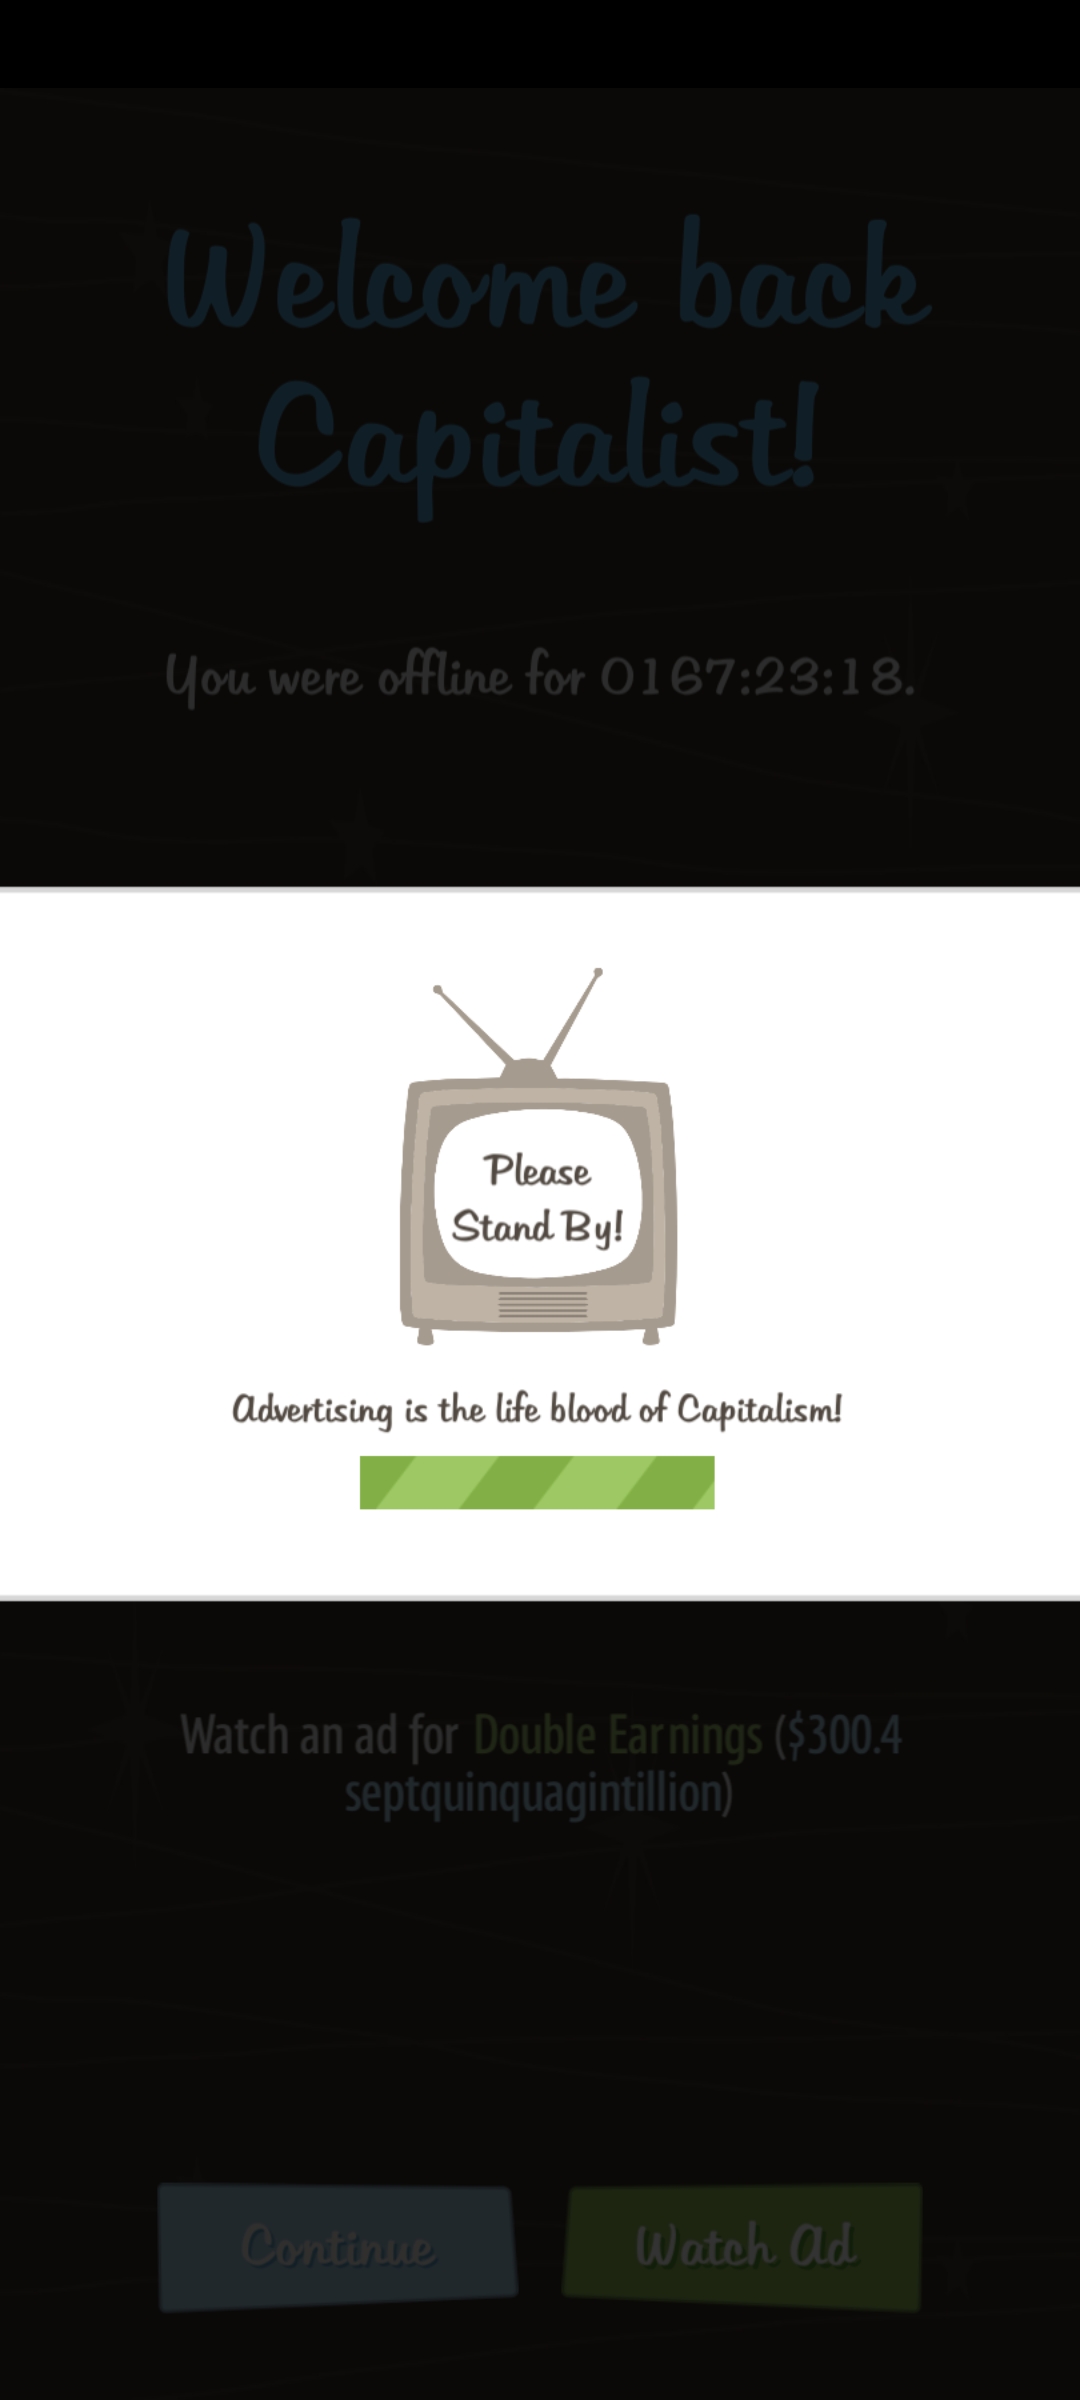 Welcome back
Capitalist!
You were offline for 0167:23:18.
Please
Stand By!
Advertising is the life blood of Capitalism!
Watch an ad for Double Earnings ($300.4
septquinquagintillion)
Continue
Watch Ad